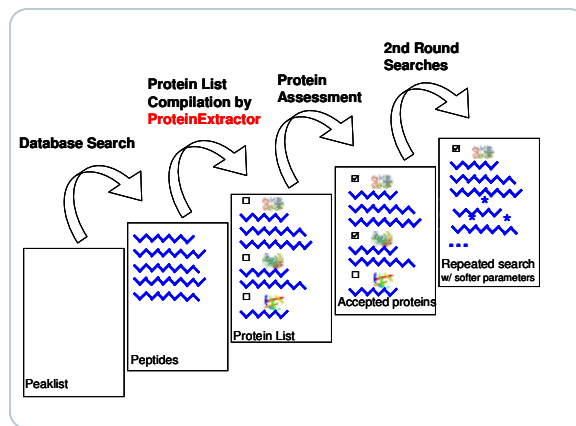 2nd Round
Searches
Protein
Assessment
Protein List
Compilation by
ProteinExtractor
Database Search
Peaklist
Peptides
Protein List
Accepted proteins
Repeated search
w/ softer parameters